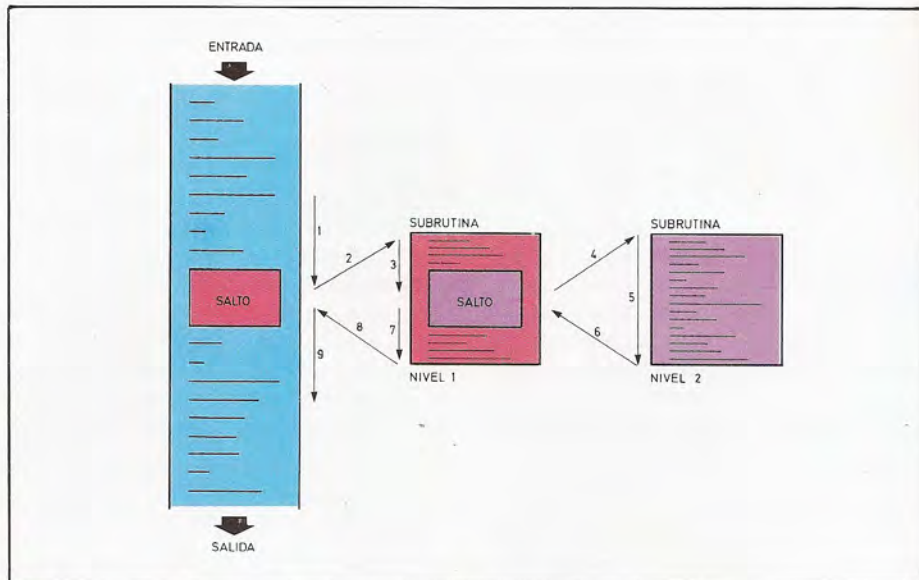 ENTRADA
1
SUBRUTINA
SUBRUTINA
2
3
4
SALTO
SALTO
5
9
8
7
6
NIVEL 1
NIVEL 2
SALIDA